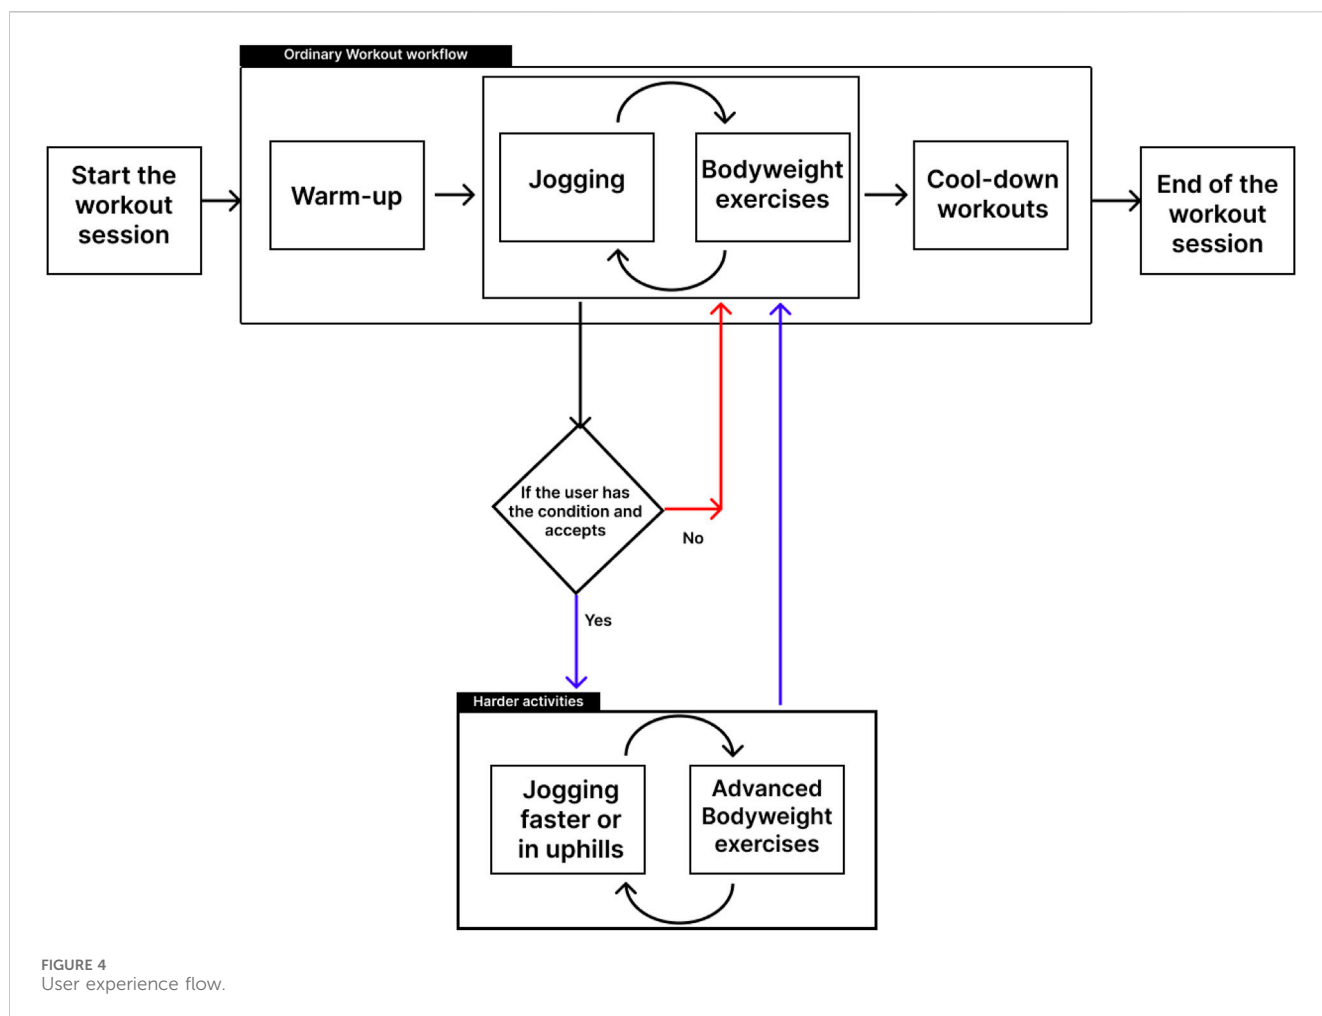 Ordinary Workout workflow
Start the
workout
session
Warm-up
Jogging
Bodyweight
exercises
Cool-down
workouts
End of the
workout
session
If the user has
the condition and
accepts
No
Yes
Harder activities
Jogging
faster or
in uphills
Advanced
Bodyweight
exercises
FIGURE 4
User experience flow.